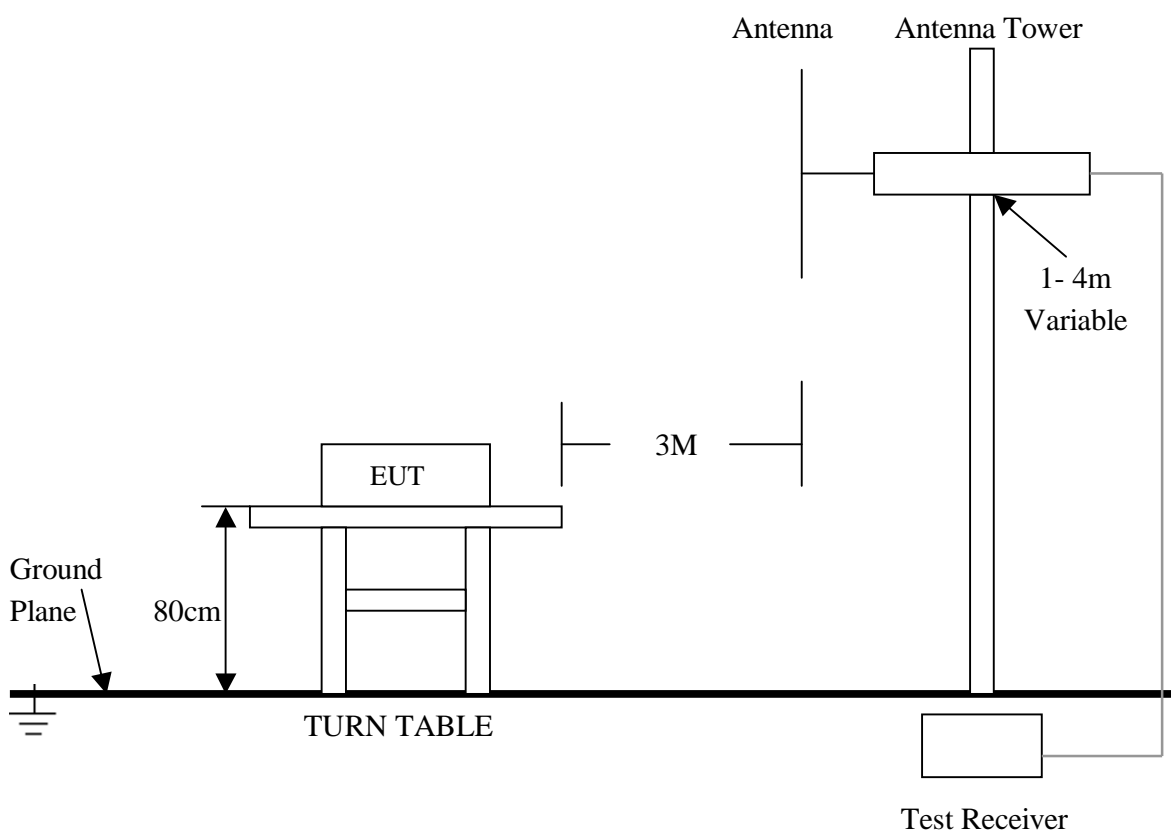 Antenna
Antenna Tower
1- 4m
Variable
3M
EUT
Ground
Plane
80cm
TURN TABLE
Test Receiver